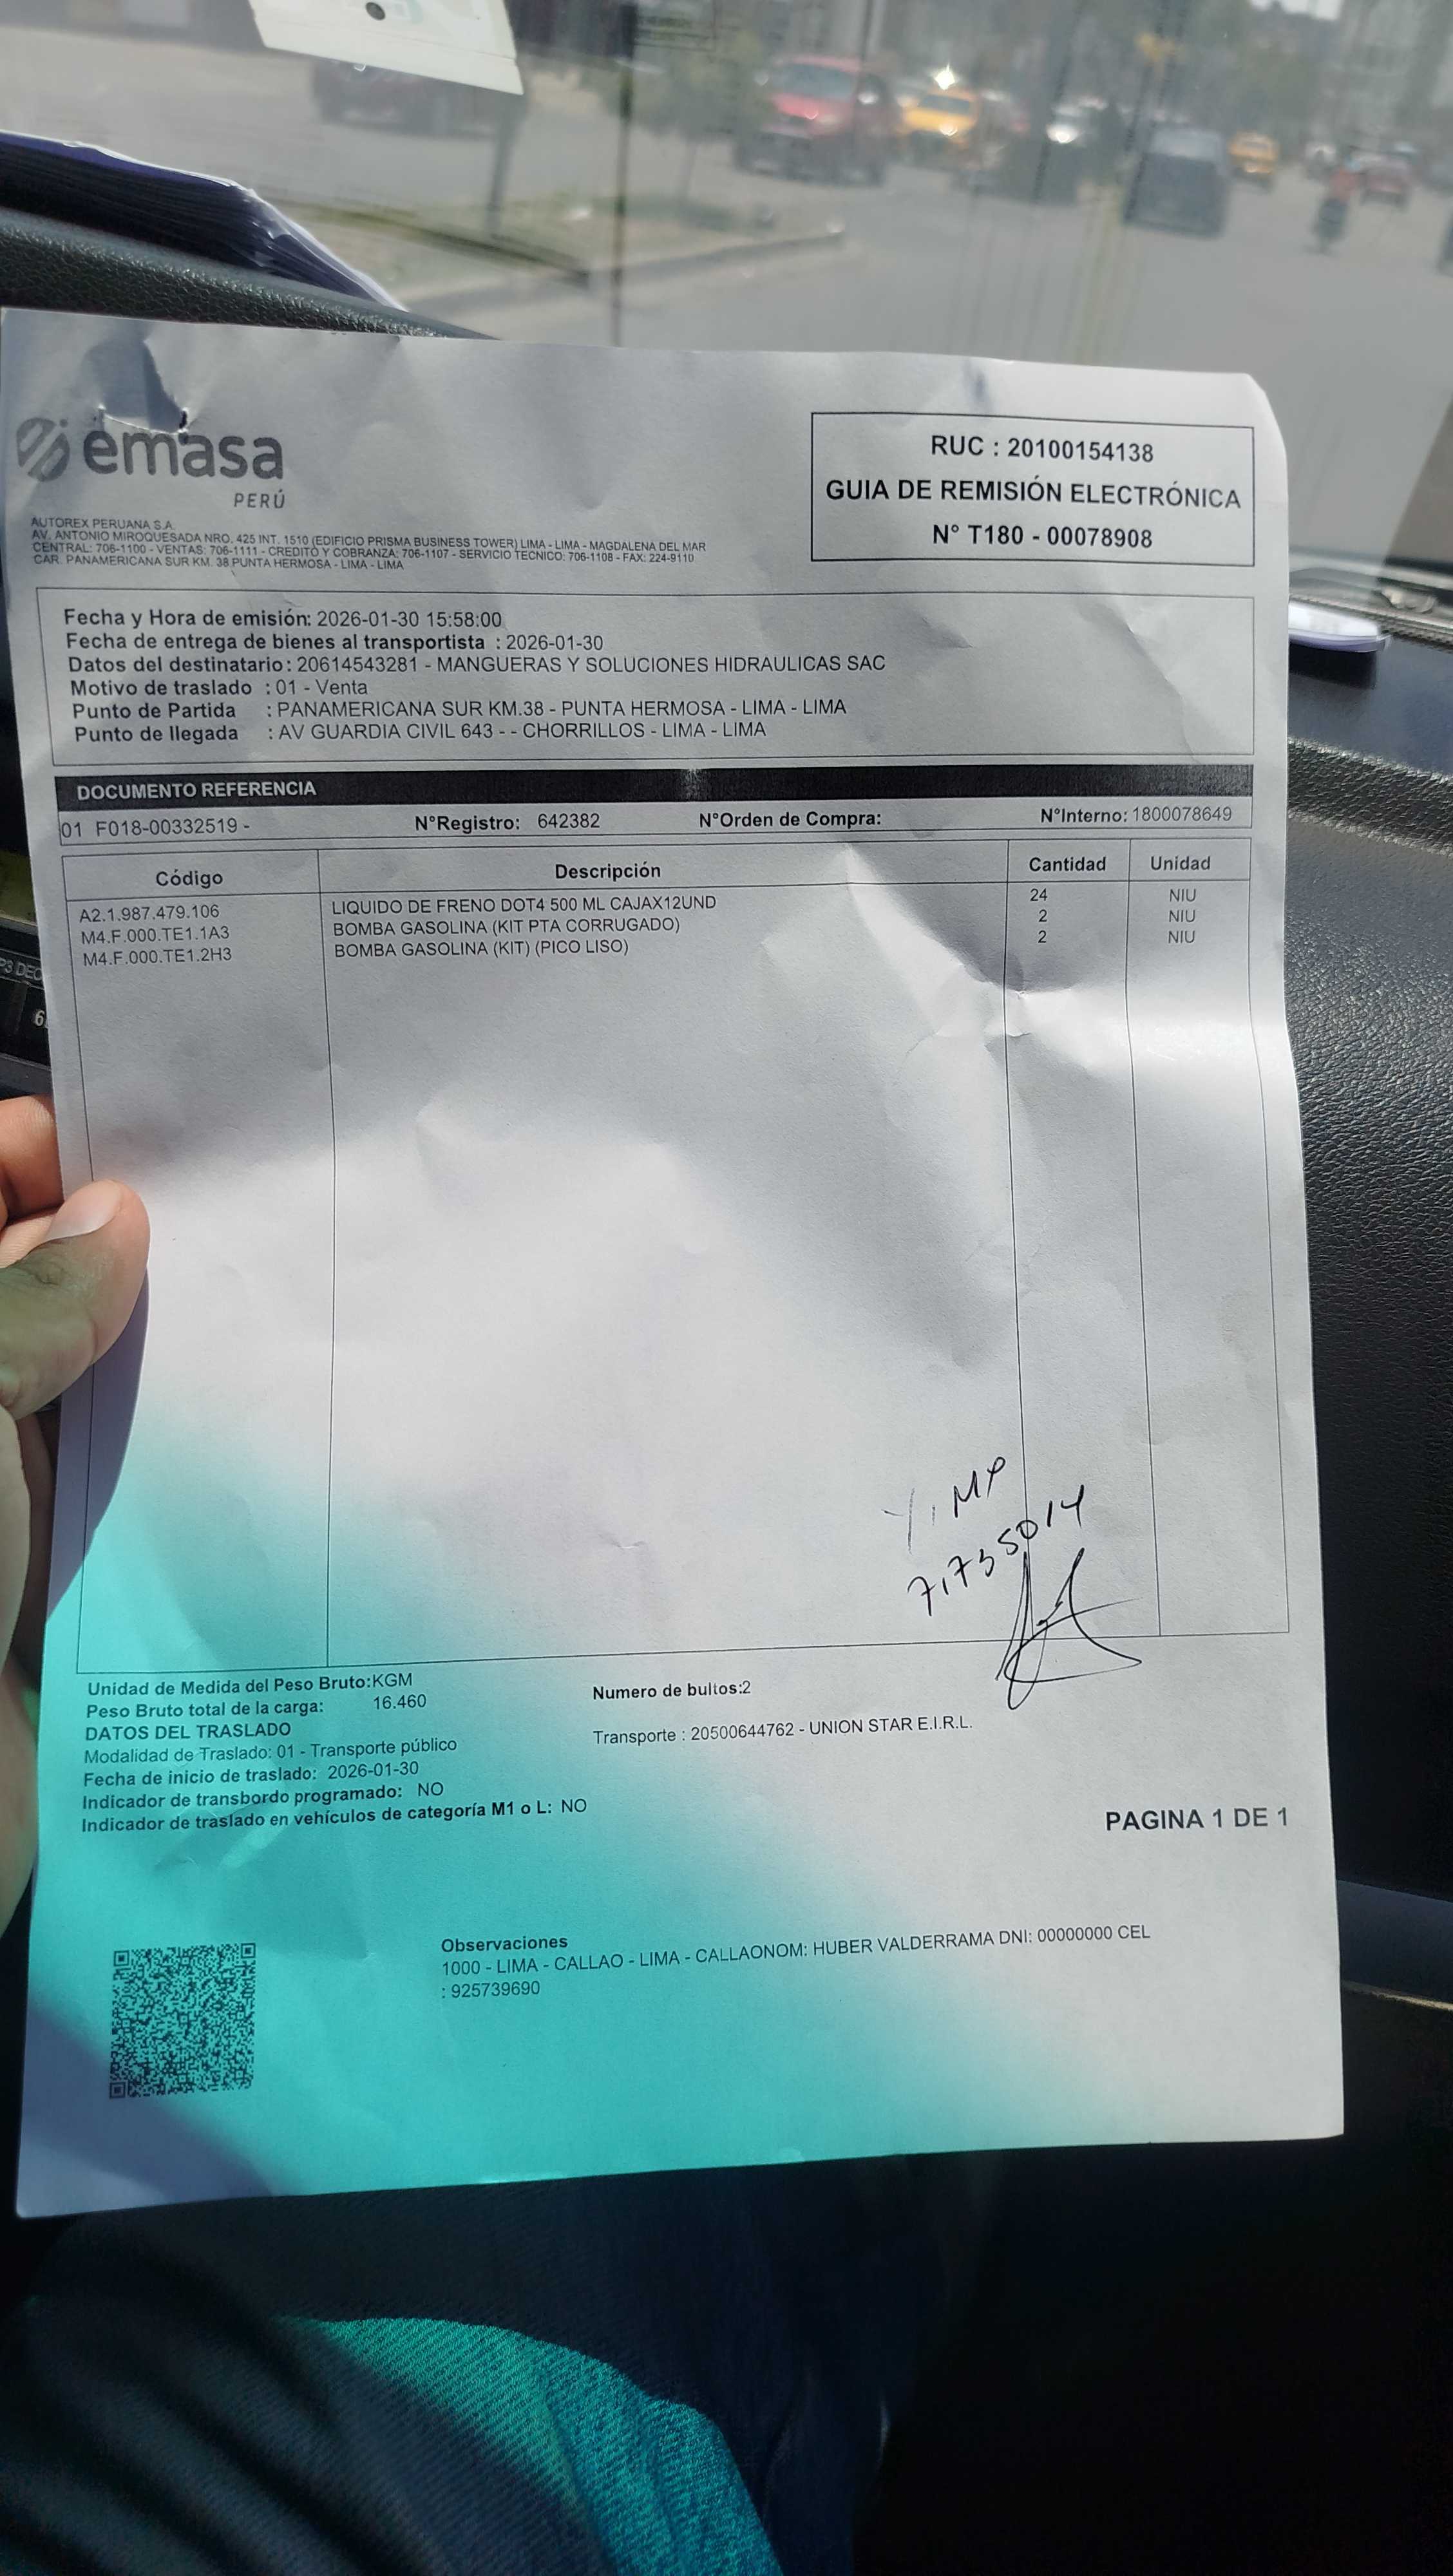 emasa
PERÚ
AUTOREX PERUANA S.A.
AV. ANTONIO MIROQUESADA NRO. 425 INT. 1510 (EDIFICIO PRISMA BUSINESS TOWER) LIMA - LIMA - MAGDALENA DEL MAR
CENTRAL: 706-1100 - VENTAS: 706-1111 - CREDITO Y COBRANZA: 706-1107 - SERVICIO TECNICO: 706-1108 - FAX: 224-9110
CAR. PANAMERICANA SUR KM. 38 PUNTA HERMOSA - LIMA - LIMA
RUC : 20100154138
GUIA DE REMISIÓN ELECTRÓNICA
N° T180 - 00078908
Fecha y Hora de emisión: 2026-01-30 15:58:00
Fecha de entrega de bienes al transportista : 2026-01-30
Datos del destinatario : 20614543281 - MANGUERAS Y SOLUCIONES HIDRAULICAS SAC
Motivo de traslado : 01 - Venta
Punto de Partida : PANAMERICANA SUR KM.38 - PUNTA HERMOSA - LIMA - LIMA
Punto de llegada : AV GUARDIA CIVIL 643 - - CHORRILLOS - LIMA - LIMA
DOCUMENTO REFERENCIA
01 F018-00332519 - N°Registro: 642382 N°Orden de Compra: N°Interno: 1800078649
Código Descripción Cantidad Unidad
A2.1.987.479.106 LIQUIDO DE FRENO DOT4 500 ML CAJAX12UND 24 NIU
M4.F.000.TE1.1A3 BOMBA GASOLINA (KIT PTA CORRUGADO) 2 NIU
M4.F.000.TE1.2H3 BOMBA GASOLINA (KIT) (PICO LISO) 2 NIU
Unidad de Medida del Peso Bruto:KGM
Peso Bruto total de la carga: 16.460
Numero de bultos:2
DATOS DEL TRASLADO
Transporte : 20500644762 - UNION STAR E.I.R.L.
Modalidad de Traslado: 01 - Transporte público
Fecha de inicio de traslado: 2026-01-30
Indicador de transbordo programado: NO
Indicador de traslado en vehículos de categoría M1 o L: NO
PAGINA 1 DE 1
Observaciones
1000 - LIMA - CALLAO - LIMA - CALLAONOM: HUBER VALDERRAMA DNI: 00000000 CEL
: 925739690